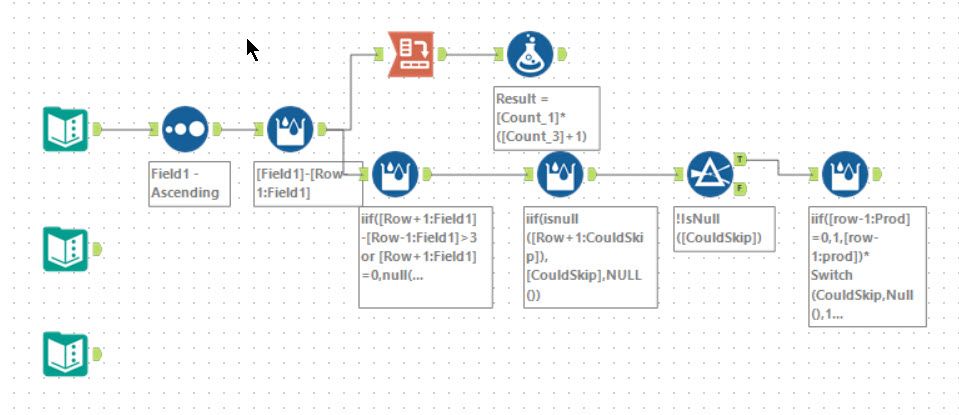 Result =
[Count_1]*
([Count_3]+1)
Field1 -
Ascending
[Field1]-[Row-
1:Field1]
iif([Row+1:Field1]
-[Row-1:Field1]>3
or [Row+1:Field1]
=0,null(...
iif(isnull
([Row+1:CouldSki
p]),
[CouldSkip],NULL
())
T
F
!IsNull
([CouldSkip])
iif([row-1:Prod]
=0,1,[row-
1:prod])*
Switch
(CouldSkip,Null
(),1...